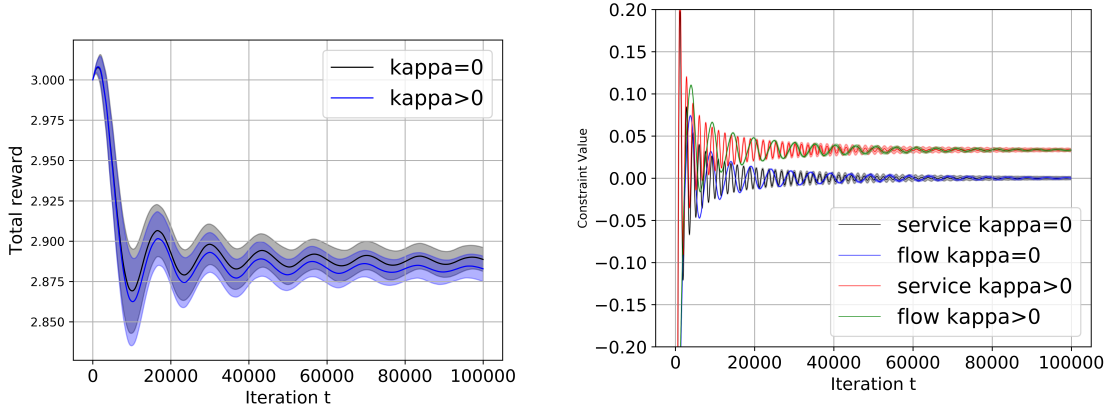 Total reward
3.000
2.975
2.950
2.925
2.900
2.875
2.850
kappa=0
kappa>0
0 20000 40000 60000 80000 100000
Iteration t
Constraint Value
0.20
0.15
0.10
0.05
0.00
−0.05
−0.10
−0.15
−0.20
service kappa=0
flow kappa=0
service kappa>0
flow kappa>0
0 20000 40000 60000 80000 100000
Iteration t